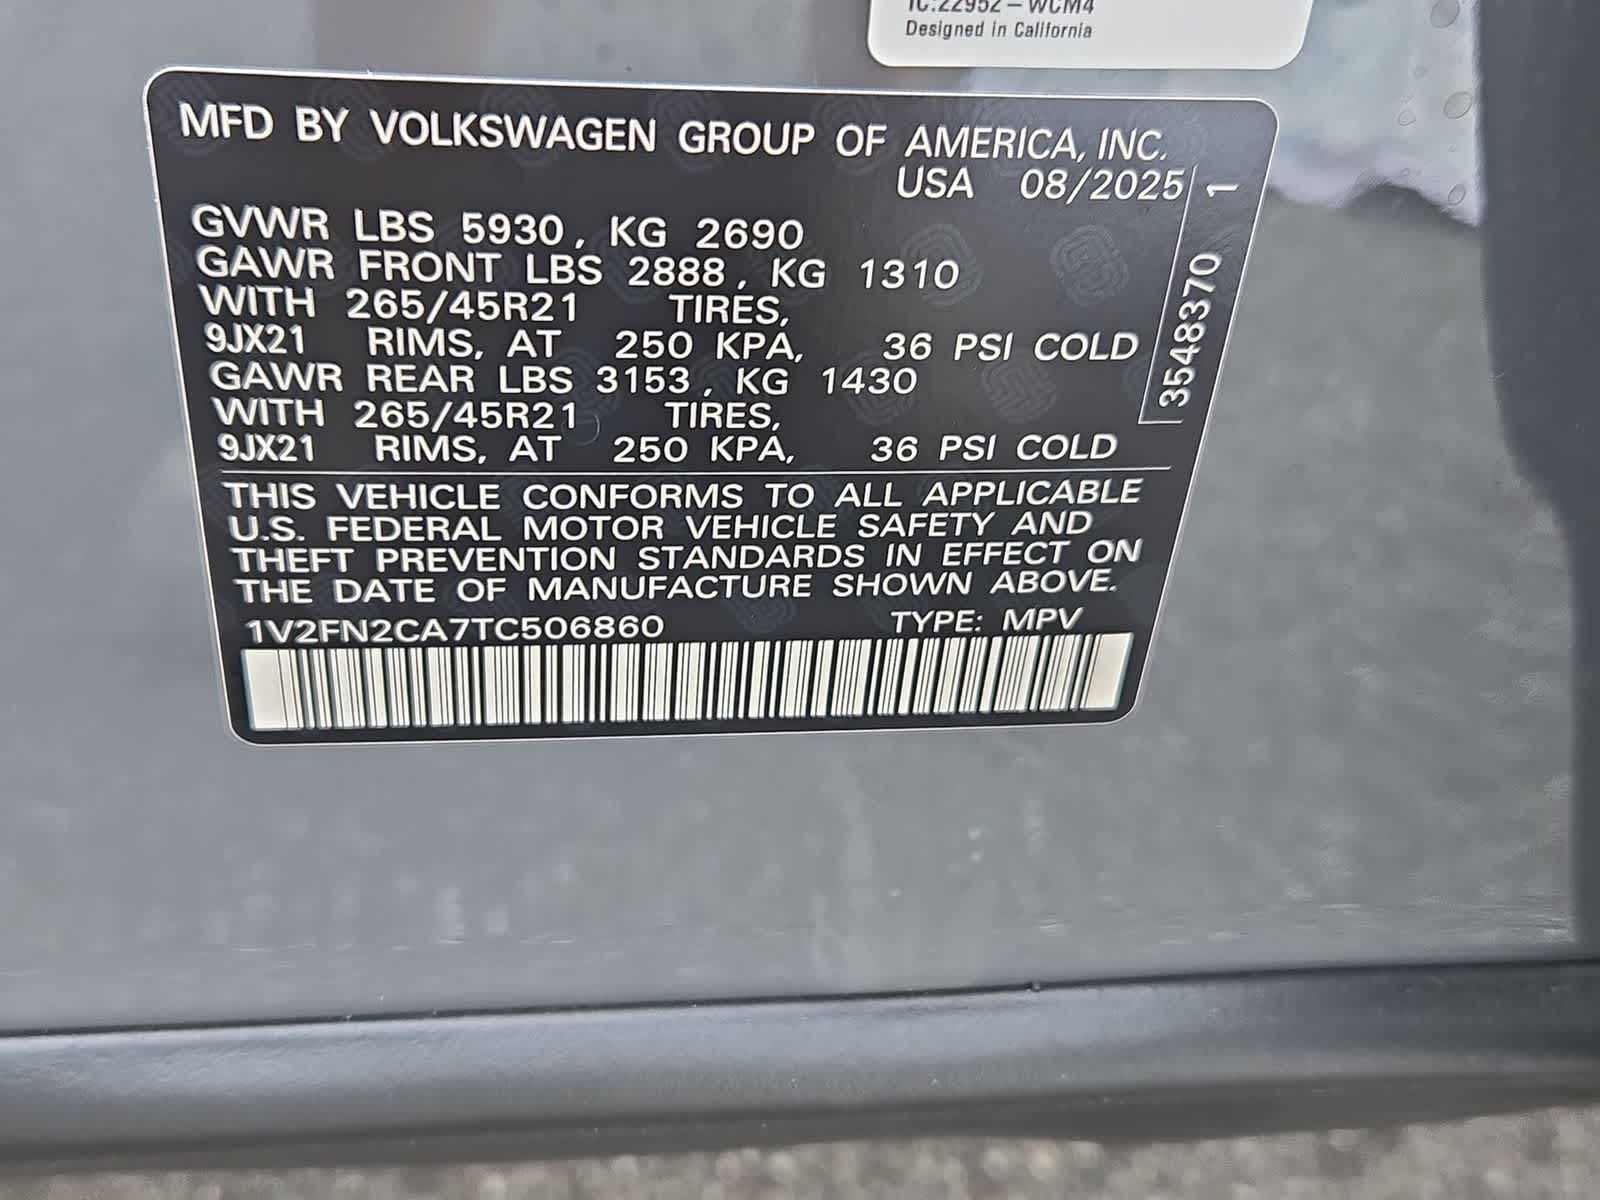 IC:22952-WCM4
Designed in California
MFD BY VOLKSWAGEN GROUP OF AMERICA, INC.
USA 08/2025
GVWR LBS 5930, KG 2690
GAWR FRONT LBS 2888, KG 1310
WITH 265/45R21 TIRES,
9JX21 RIMS, AT 250 KPA, 36 PSI COLD
GAWR REAR LBS 3153, KG 1430
WITH 265/45R21 TIRES,
9JX21 RIMS, AT 250 KPA, 36 PSI COLD
3548370 1
THIS VEHICLE CONFORMS TO ALL APPLICABLE
U.S. FEDERAL MOTOR VEHICLE SAFETY AND
THEFT PREVENTION STANDARDS IN EFFECT ON
THE DATE OF MANUFACTURE SHOWN ABOVE.
1V2FN2CA7TC506860 TYPE: MPV